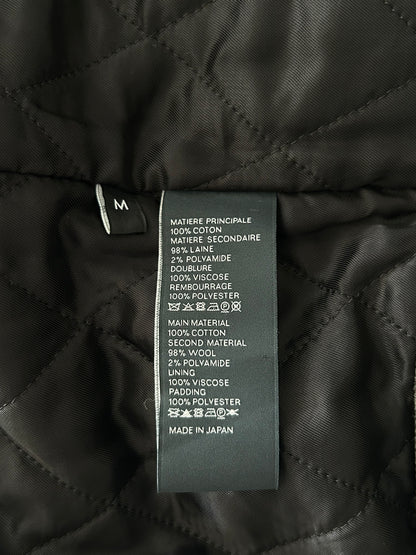 M
MATIERE PRINCIPALE
100% COTON
MATIERE SECONDAIRE
98% LAINE
2% POLYAMIDE
DOUBLURE
100% VISCOSE
REMBOURRAGE
100% POLYESTER
MAIN MATERIAL
100% COTTON
SECOND MATERIAL
98% WOOL
2% POLYAMIDE
LINING
100% VISCOSE
PADDING
100% POLYESTER
MADE IN JAPAN